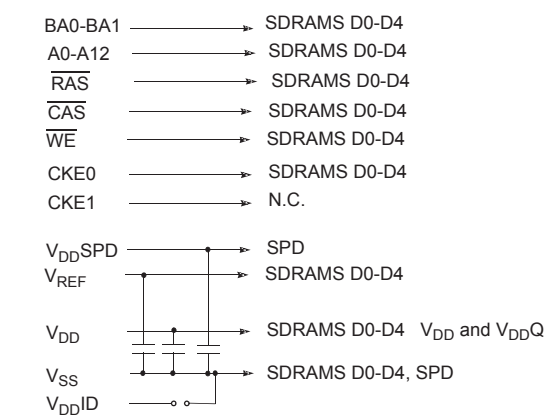 BA0-BA1 SDRAMS D0-D4
A0-A12 SDRAMS D0-D4
RAS SDRAMS D0-D4
CAS SDRAMS D0-D4
WE SDRAMS D0-D4
CKE0 SDRAMS D0-D4
CKE1 N.C.
VDDSPD SPD
VREF SDRAMS D0-D4
VDD SDRAMS D0-D4 VDD and VDDQ
VSS SDRAMS D0-D4, SPD
VDDID